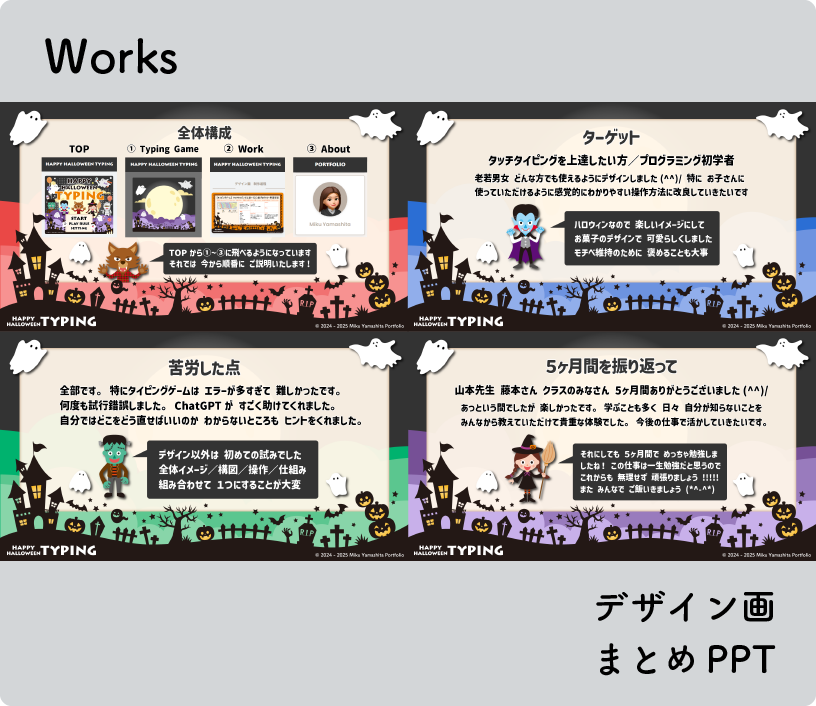 Works
全体構成
TOP
① Typing Game
② Work
③ About
HAPPY HALLOWEEN TYPING
HAPPY HALLOWEEN TYPING
HAPPY HALLOWEEN TYPING
PORTFOLIO
HAPPY
HALLOWEEN
TYPING
START
PLAY RULE
Miku Yamashita
TOP から①〜③に飛べるようになっています
それでは 今から順番に ご説明いたします！
R.I.P
HAPPY
HALLOWEEN TYPING
© 2024 - 2025 Miku Yamashita Portfolio
ターゲット
タッチタイピングを上達したい方／プログラミング初学者
老若男女 どんな方でも使えるようにデザインしました (^^)/ 特に お子さんに
使っていただけるように感覚的にわかりやすい操作方法に改良していきたいです
ハロウィンなので 楽しいイメージにして
お菓子のデザインで 可愛らしくしました
モチベ維持のために 褒めることも大事
R.I.P
HAPPY
HALLOWEEN TYPING
© 2024 - 2025 Miku Yamashita Portfolio
苦労した点
全部です。 特にタイピングゲームは エラーが多すぎて 難しかったです。
何度も試行錯誤しました。 ChatGPT が すごく助けてくれました。
自分ではどこをどう直せばいいのか わからないところも ヒントをくれました。
デザイン以外は 初めての試みでした
全体イメージ／構図／操作／仕組み
組み合わせて 1つにすることが大変
R.I.P
HAPPY
HALLOWEEN TYPING
© 2024 - 2025 Miku Yamashita Portfolio
5ヶ月間を振り返って
山本先生 藤本さん クラスのみなさん 5ヶ月間ありがとうございました (^^)/
あっという間でしたが 楽しかったです。 学ぶことも多く 日々 自分が知らないことを
みんなから教えていただけて貴重な体験でした。 今後の仕事で活かしていきたいです。
それにしても 5ヶ月間で めっちゃ勉強しま
したね！ この仕事は一生勉強だと思うので
これからも 無理せず 頑張りましょう !!!!!
また みんなで ご飯いきましょう (*^.^*)
R.I.P
HAPPY
HALLOWEEN TYPING
© 2024 - 2025 Miku Yamashita Portfolio
デザイン画
まとめ PPT